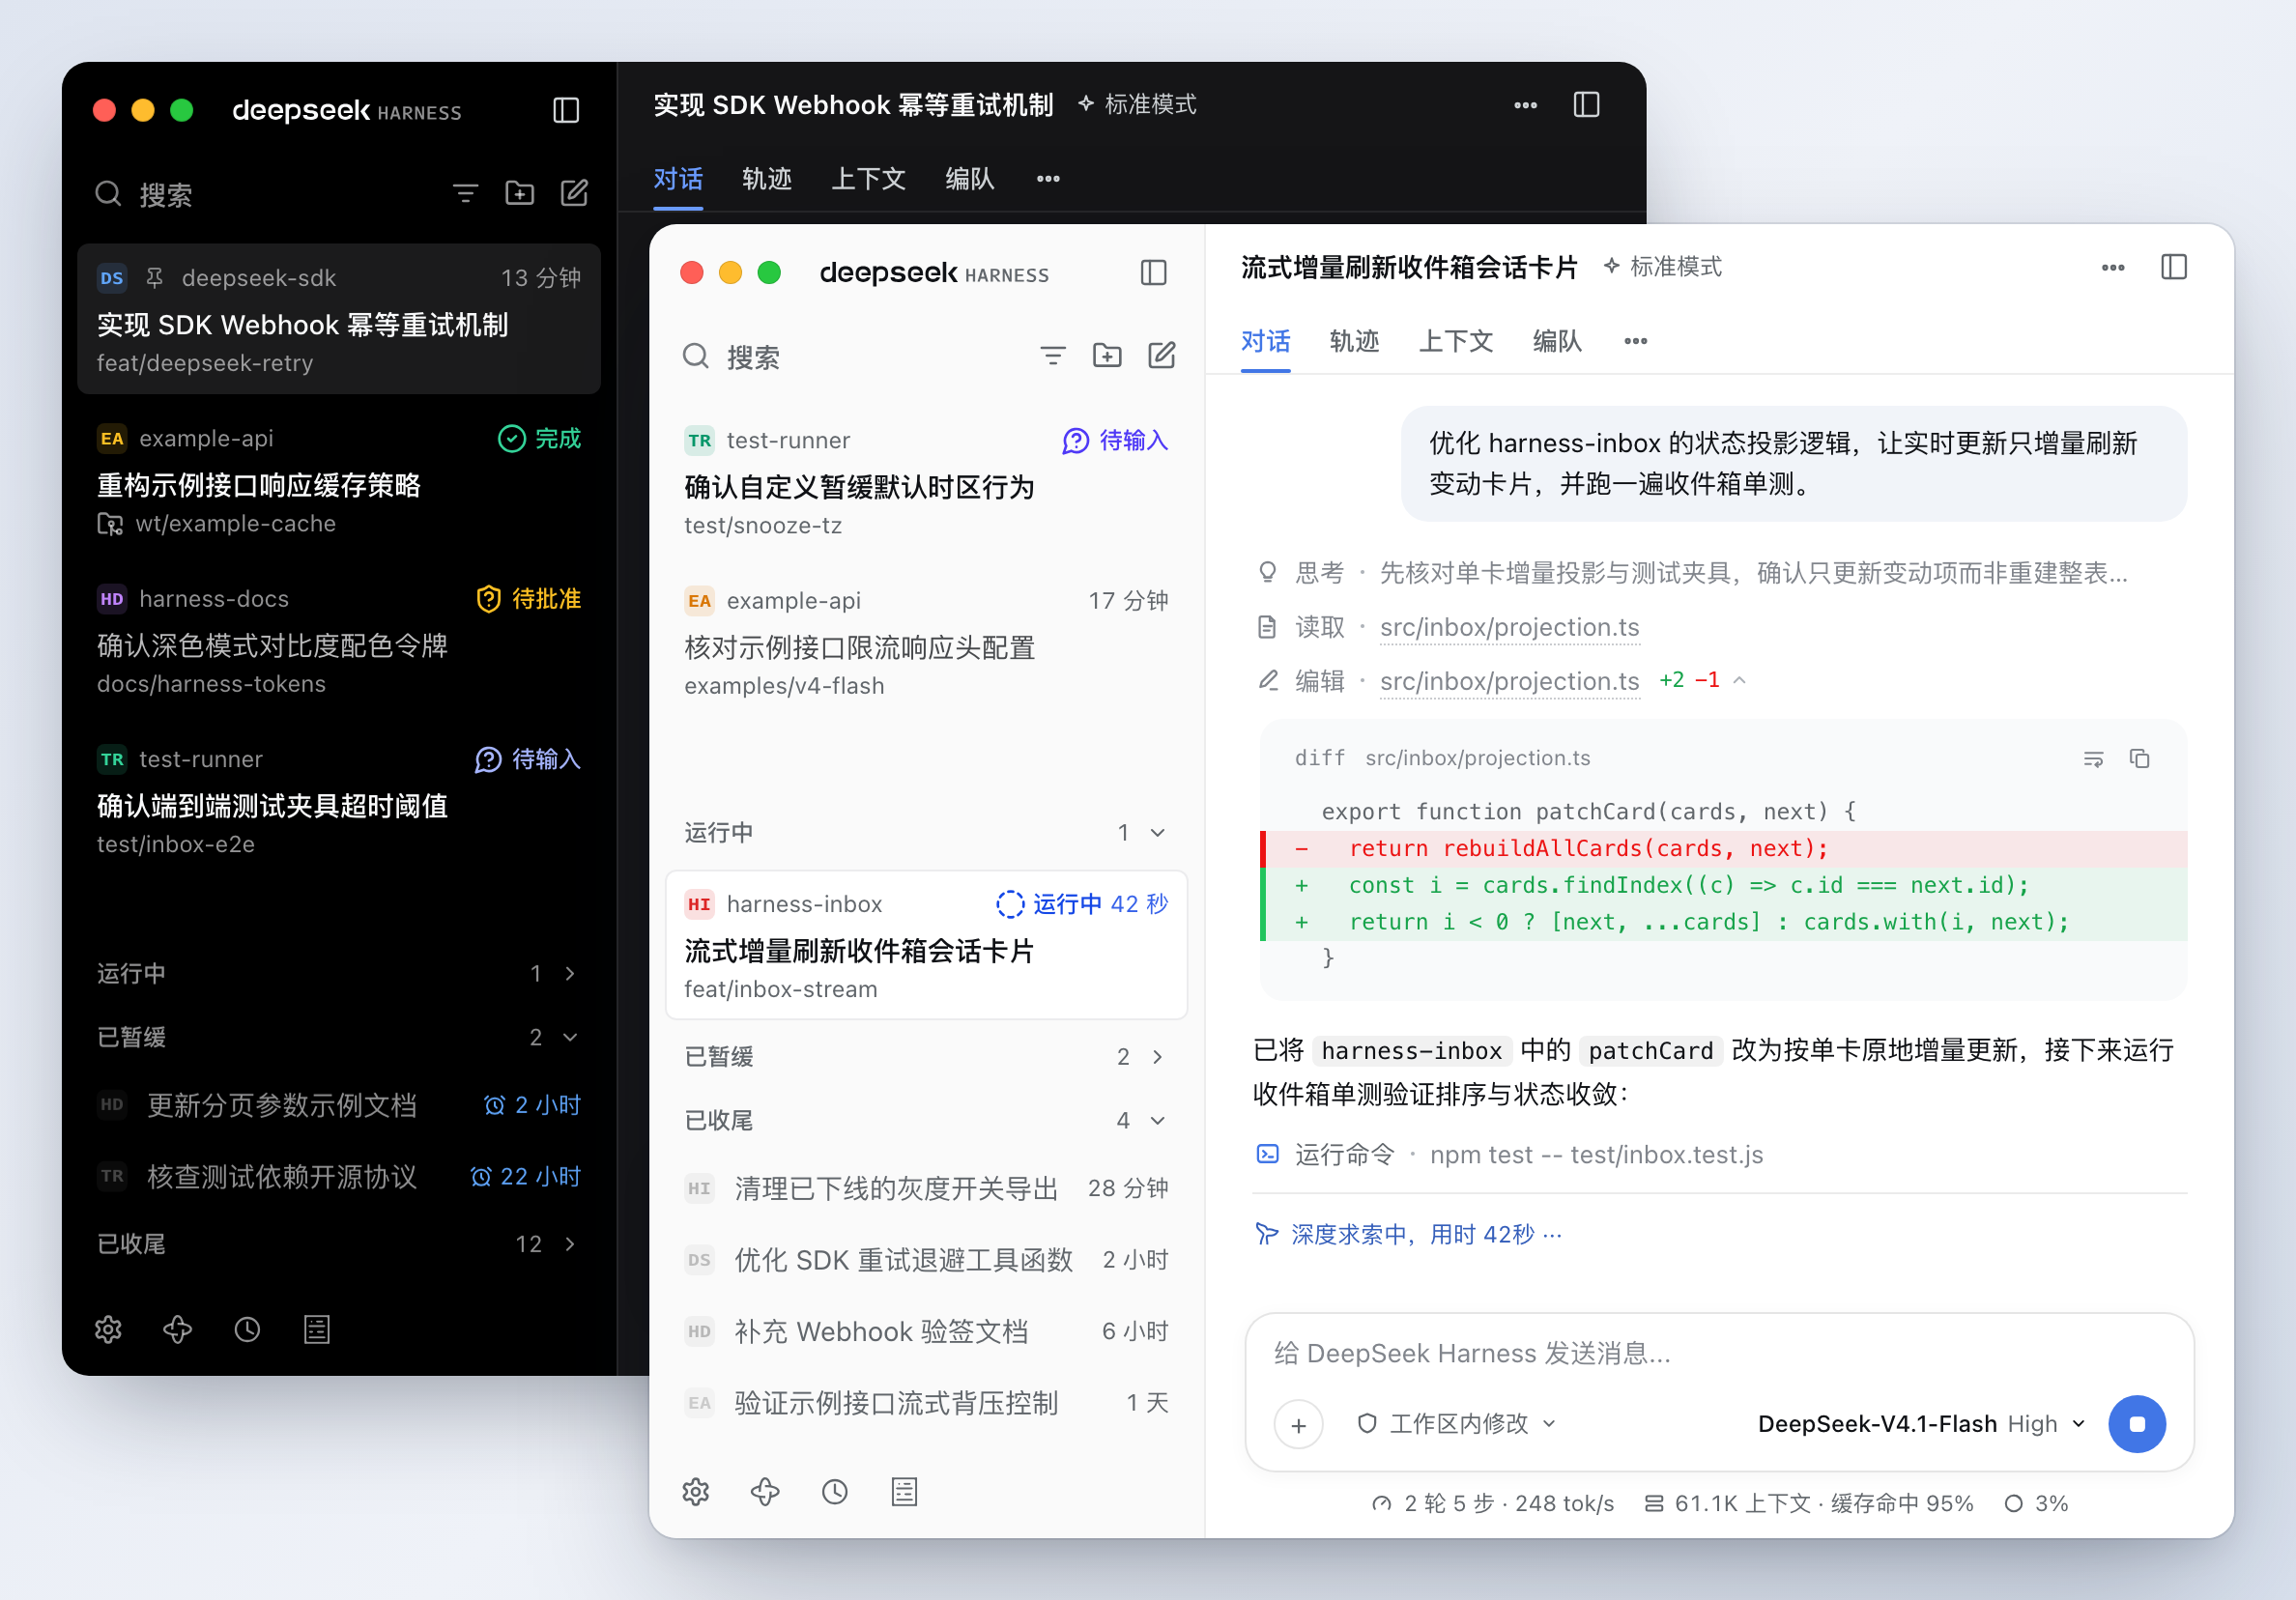 deepseek HARNESS
搜索
DS deepseek-sdk 13 分钟
实现 SDK Webhook 幂等重试机制
feat/deepseek-retry
EA example-api 完成
重构示例接口响应缓存策略
wt/example-cache
HD harness-docs 待批准
确认深色模式对比度配色令牌
docs/harness-tokens
TR test-runner 待输入
确认端到端测试夹具超时阈值
test/inbox-e2e
运行中 1
已暂缓 2
HD 更新分页参数示例文档 2 小时
TR 核查测试依赖开源协议 22 小时
已收尾 12
实现 SDK Webhook 幂等重试机制 标准模式
对话 轨迹 上下文 编队
deepseek HARNESS
搜索
TR test-runner 待输入
确认自定义暂缓默认时区行为
test/snooze-tz
EA example-api 17 分钟
核对示例接口限流响应头配置
examples/v4-flash
运行中 1
HI harness-inbox 运行中 42 秒
流式增量刷新收件箱会话卡片
feat/inbox-stream
已暂缓 2
已收尾 4
HI 清理已下线的灰度开关导出 28 分钟
DS 优化 SDK 重试退避工具函数 2 小时
HD 补充 Webhook 验签文档 6 小时
EA 验证示例接口流式背压控制 1 天
流式增量刷新收件箱会话卡片 标准模式
对话 轨迹 上下文 编队
优化 harness-inbox 的状态投影逻辑，让实时更新只增量刷新
变动卡片，并跑一遍收件箱单测。
思考 · 先核对单卡增量投影与测试夹具，确认只更新变动项而非重建整表...
读取 · src/inbox/projection.ts
编辑 · src/inbox/projection.ts +2 −1
diff src/inbox/projection.ts
export function patchCard(cards, next) {
− return rebuildAllCards(cards, next);
+ const i = cards.findIndex((c) => c.id === next.id);
+ return i < 0 ? [next, ...cards] : cards.with(i, next);
}
已将 harness-inbox 中的 patchCard 改为按单卡原地增量更新，接下来运行
收件箱单测验证排序与状态收敛：
运行命令 · npm test -- test/inbox.test.js
深度求索中，用时 42秒 ···
给 DeepSeek Harness 发送消息...
工作区内修改 DeepSeek-V4.1-Flash High
2 轮 5 步 · 248 tok/s 61.1K 上下文 · 缓存命中 95% 3%